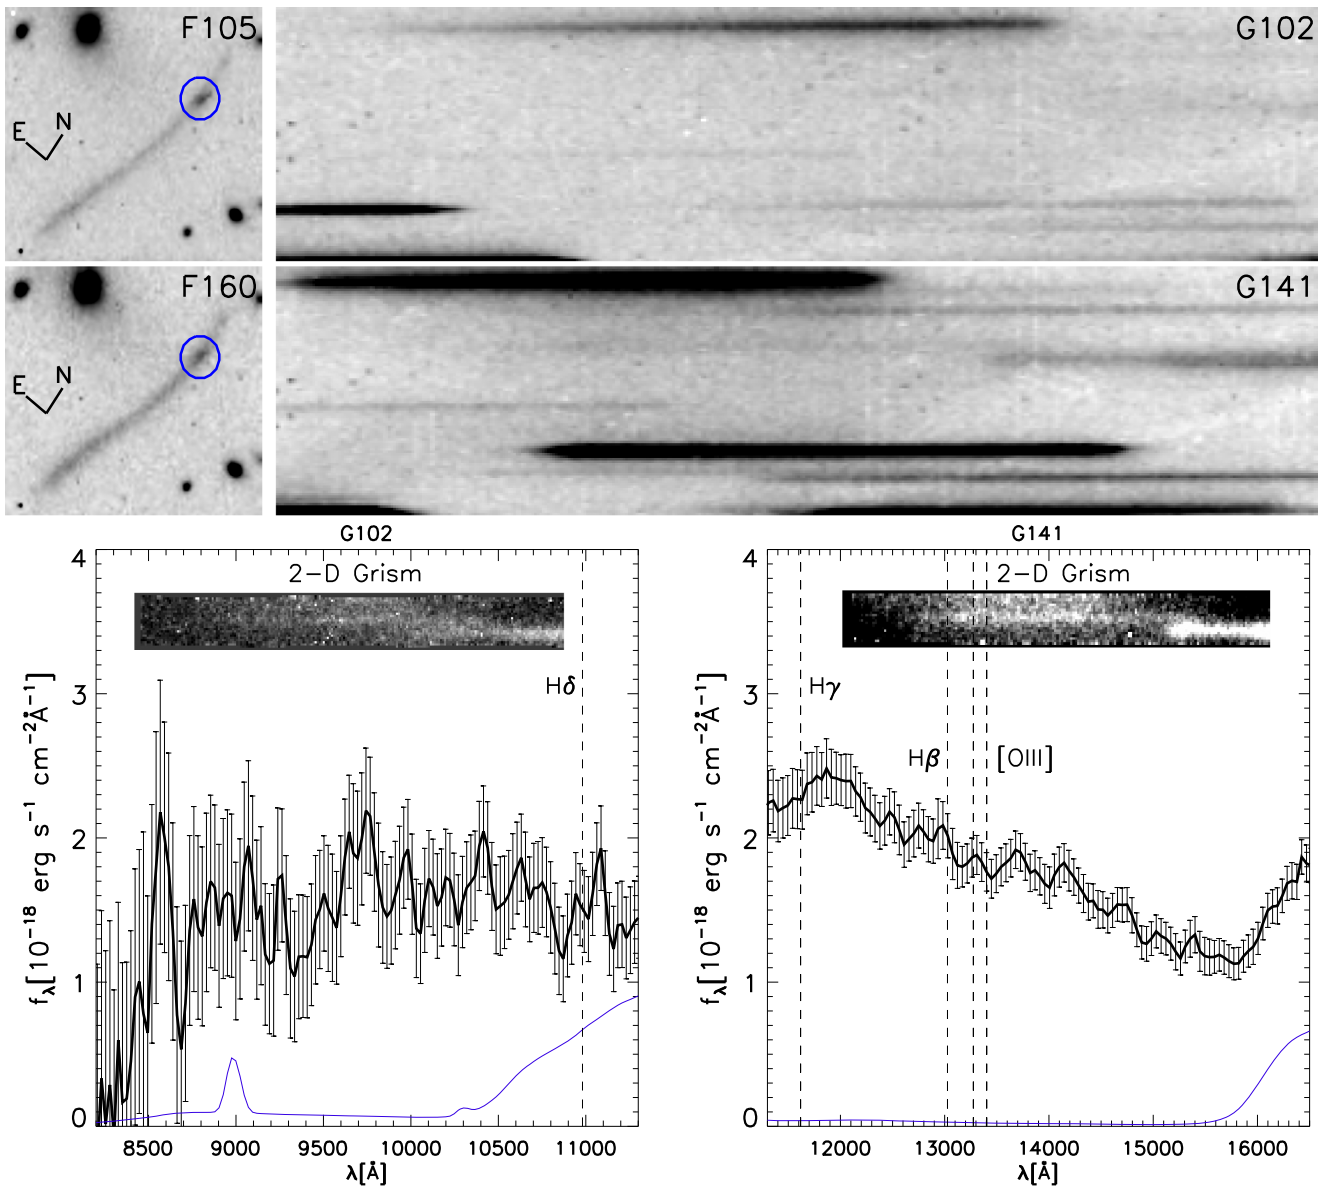 F105
E N
G102
F160
E N
G141
G102
2-D Grism
Hδ
f_λ[10⁻¹⁸ erg s⁻¹ cm⁻²Å⁻¹]
4
3
2
1
0
8500 9000 9500 10000 10500 11000
λ[Å]
G141
2-D Grism
Hγ
Hβ [OIII]
f_λ[10⁻¹⁸ erg s⁻¹ cm⁻²Å⁻¹]
4
3
2
1
0
12000 13000 14000 15000 16000
λ[Å]